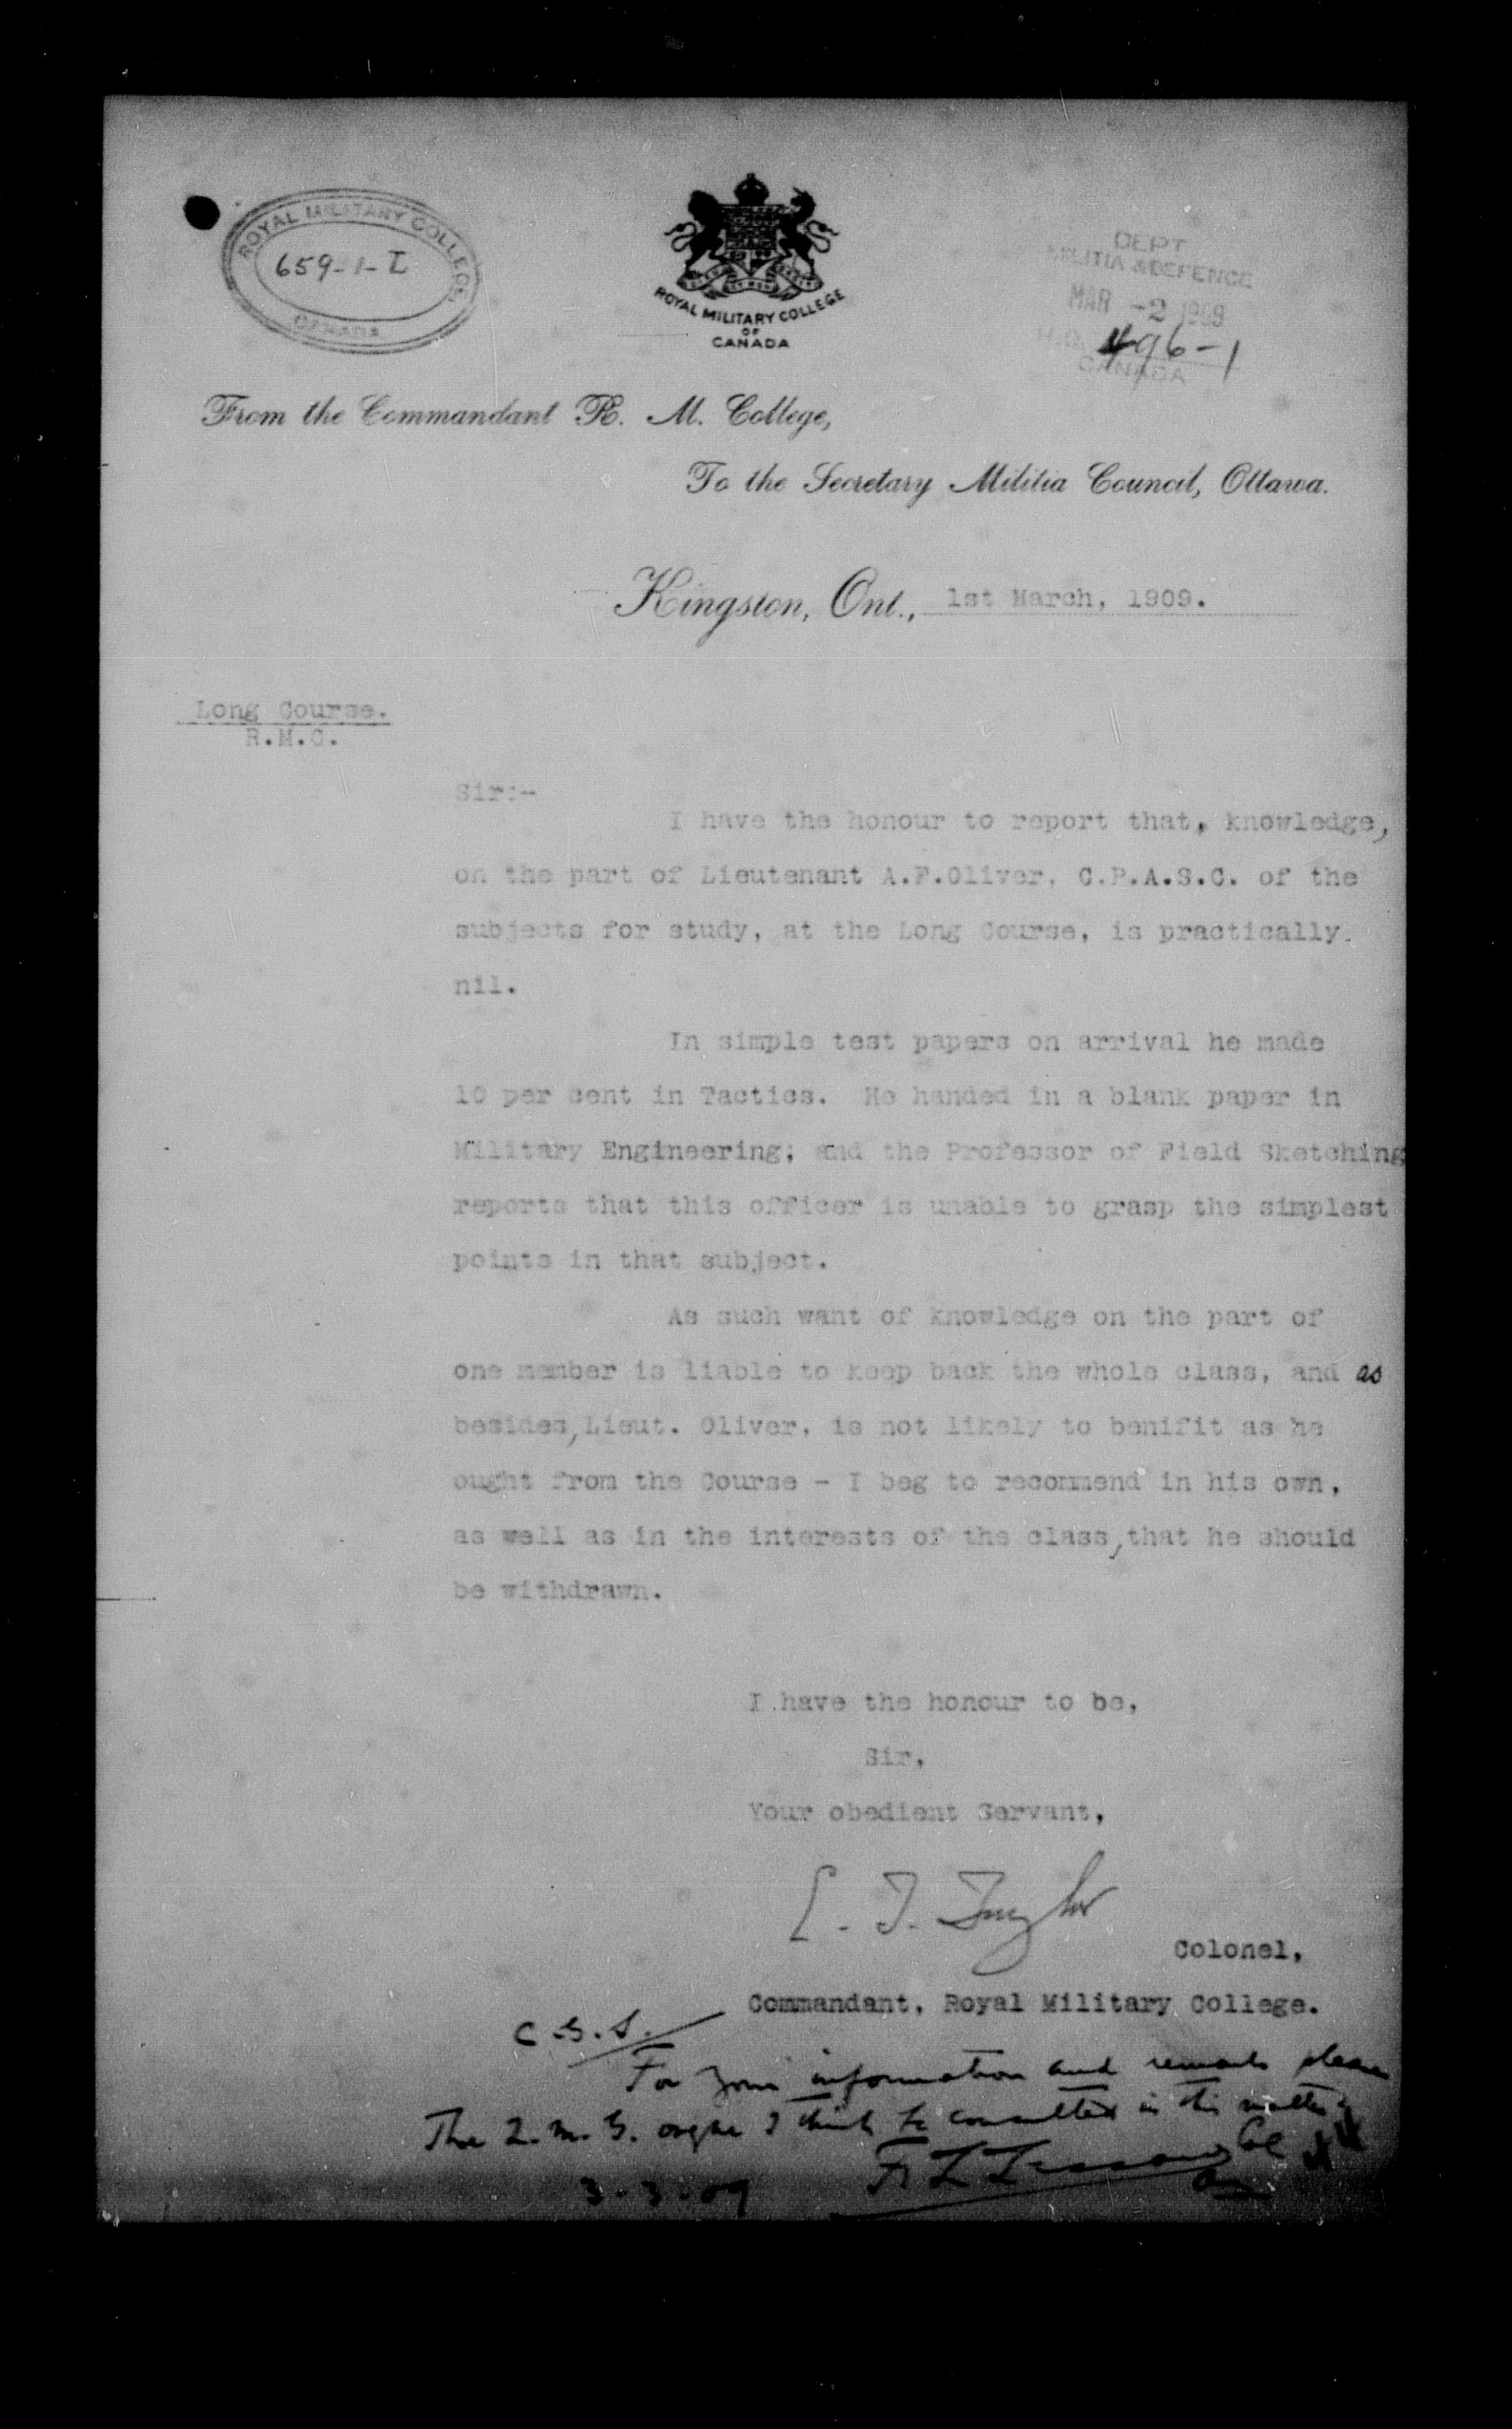 ROYAL MILITARY COLLEGE
659-1-I
CANADA
ROYAL MILITARY COLLEGE
OF
CANADA
DEPT
MILITIA & DEFENCE
MAR -2 1909
H.Q. 496-1
CANADA
From the Commandant R. M. College,
To the Secretary Militia Council, Ottawa.
Kingston, Ont., 1st March, 1909.
Long Course.
R.M.C.
Sir:-
I have the honour to report that, knowledge,
on the part of Lieutenant A.F.Oliver, C.P.A.S.C. of the
subjects for study, at the Long Course, is practically
nil.
In simple test papers on arrival he made
10 per cent in Tactics. He handed in a blank paper in
Military Engineering; and the Professor of Field Sketching
reports that this officer is unable to grasp the simplest
points in that subject.
As such want of knowledge on the part of
one member is liable to keep back the whole class, and as
besides, Lieut. Oliver, is not likely to benifit as he
ought from the Course - I beg to recommend in his own,
as well as in the interests of the class, that he should
be withdrawn.
I have the honour to be,
Sir,
Your obedient Servant,
E. T. Taylor
Colonel,
Commandant, Royal Military College.
C.G.S.
For your information and remarks please
The Q.M.G. ought I think be consulted in this matter
F L Lessard Col
3-3-09